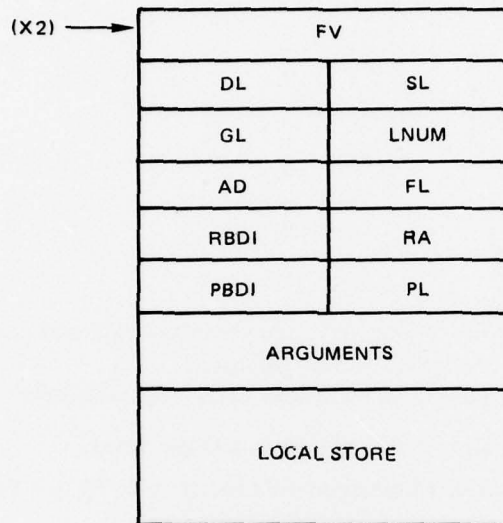 (X2) FV
DL SL
GL LNUM
AD FL
RBDI RA
PBDI PL
ARGUMENTS
LOCAL STORE